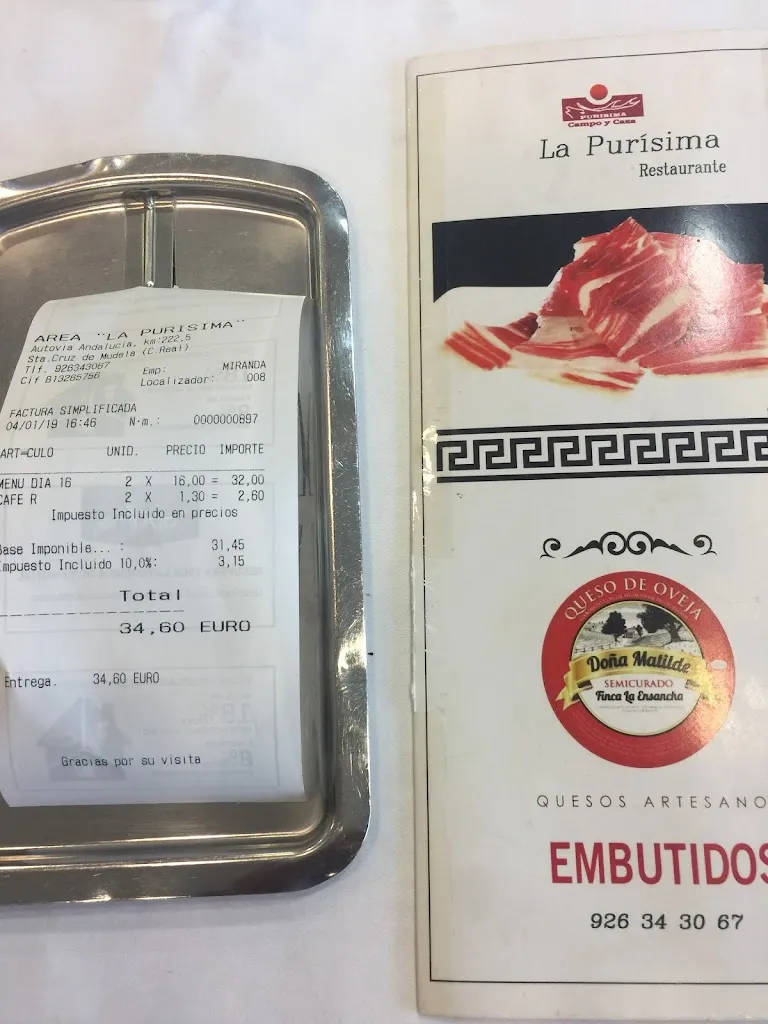 AREA "LA PURISIMA"
Autovia Andalucia, km:222,5
Sta.Cruz de Mudela (C.Real)
Tlf. 926343067
Cif B13265756
Emp: MIRANDA
Localizador: 008
FACTURA SIMPLIFICADA
04/01/19 16:46 N·m.: 0000000897
ART=CULO UNID. PRECIO IMPORTE
MENU DIA 16 2 X 16,00 = 32,00
CAFE R 2 X 1,30 = 2,60
Impuesto Incluido en precios
Base Imponible... : 31,45
Impuesto Incluido 10,0%: 3,15
Total
34,60 EURO
Entrega. 34,60 EURO
Gracias por su visita
PURISIMA
Campo y Caza
La Purísima
Restaurante
QUESO DE OVEJA
Doña Matilde
SEMICURADO
Finca La Ensancha
QUESOS ARTESANO
EMBUTIDOS
926 34 30 67